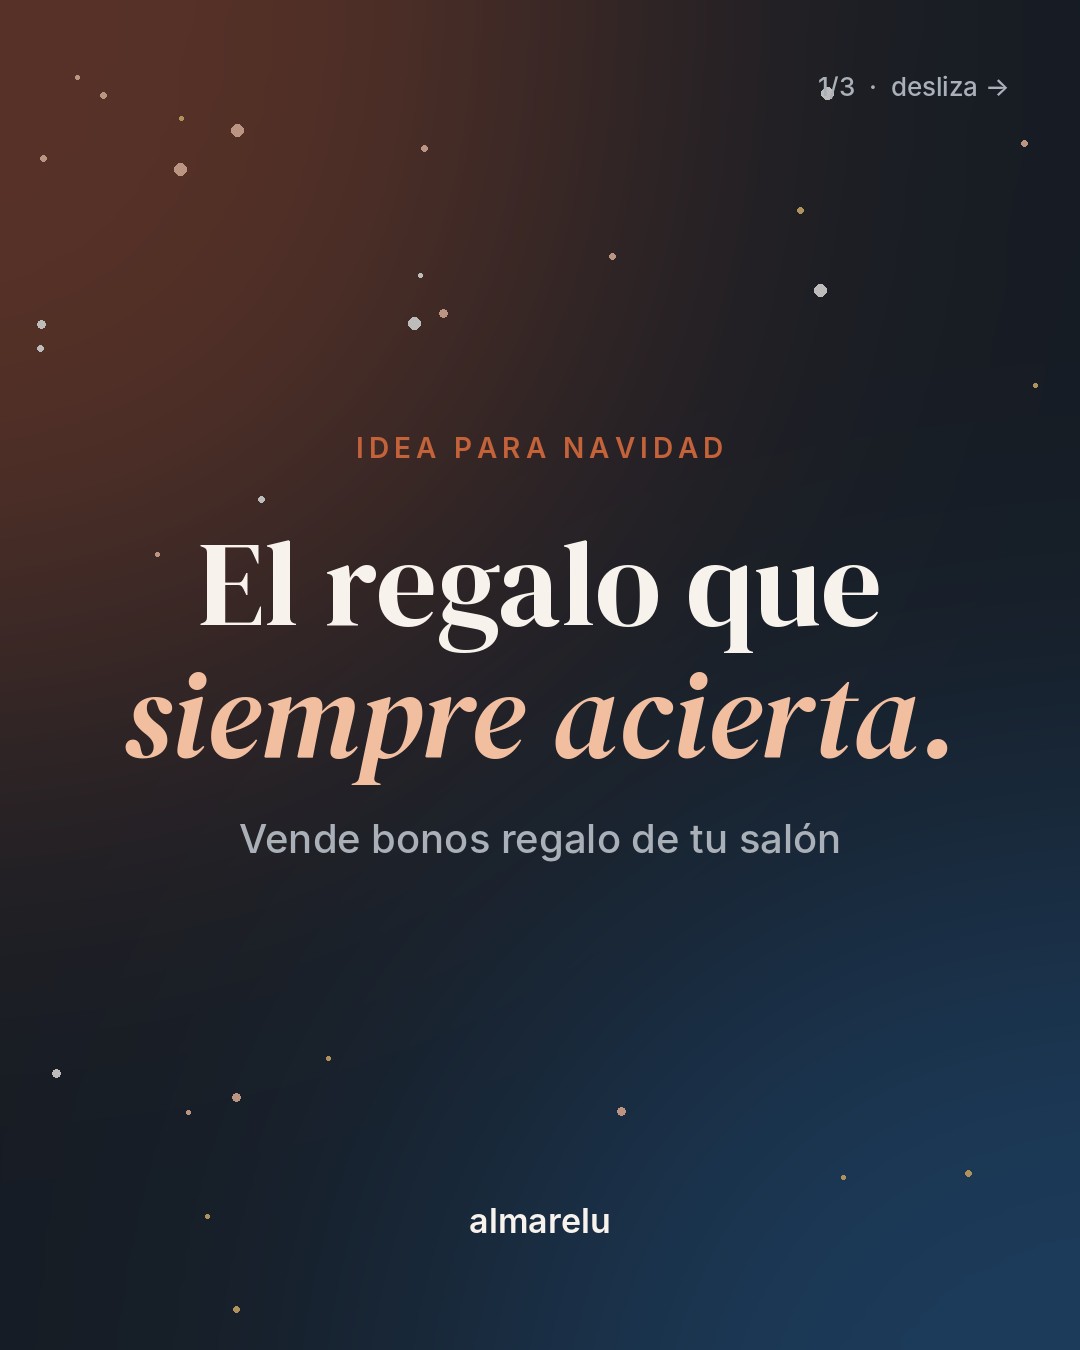 1/3 · desliza →
IDEA PARA NAVIDAD
El regalo que
siempre acierta.
Vende bonos regalo de tu salón
almarelu